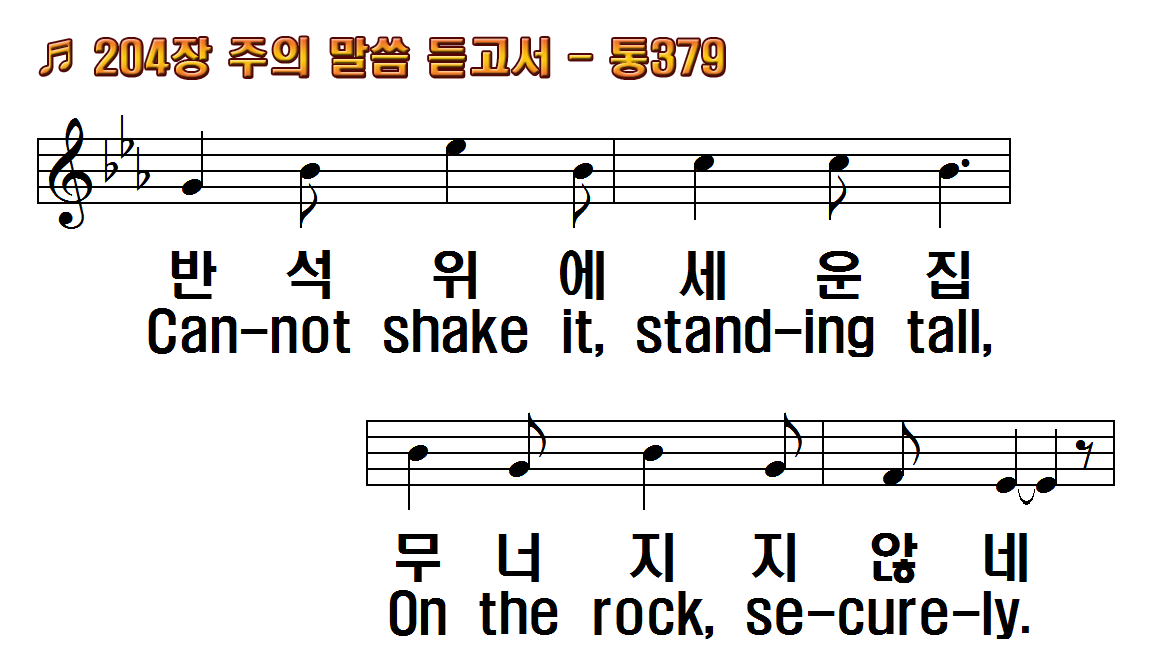 204장 주의 말씀 듣고서 - 통379
반 석 위 에 세 운 집
Can-not shake it, stand-ing tall,
무 너 지 지 않 네
On the rock, se-cure-ly.